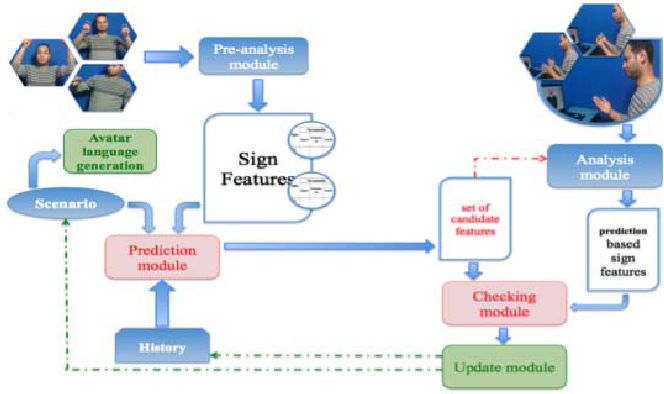 Pre-analysis
module
Avatar
language
generation
Sign
Features
Analysis
module
Scenario
set of
candidate
features
prediction
based
sign
features
Prediction
module
Checking
module
History
Update module